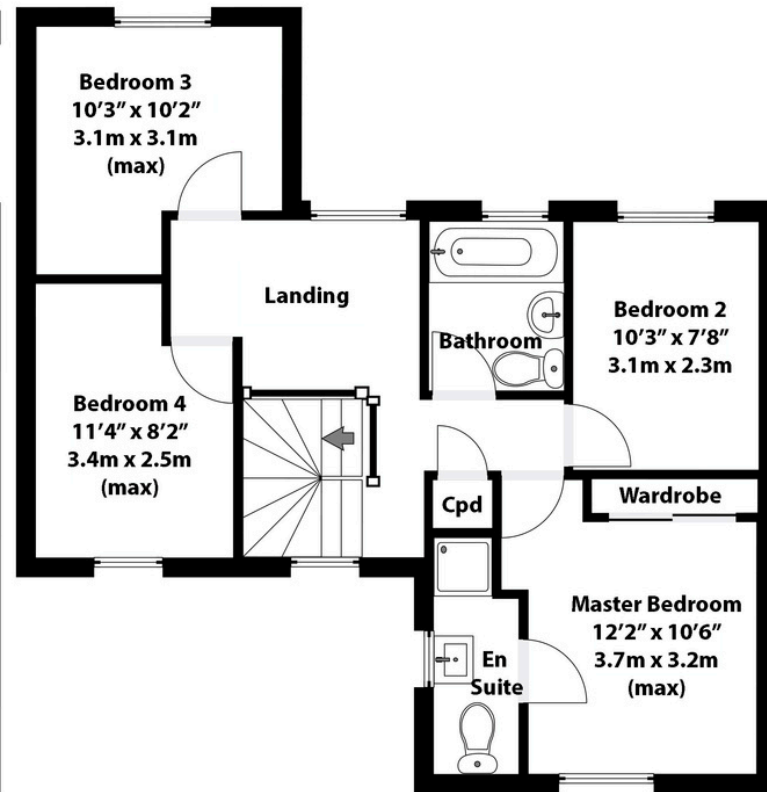 Bedroom 3
10’3” x 10’2”
3.1m x 3.1m
(max)
Landing
Bathroom
Bedroom 2
10’3” x 7’8”
3.1m x 2.3m
Bedroom 4
11’4” x 8’2”
3.4m x 2.5m
(max)
Cpd
Wardrobe
Master Bedroom
12’2” x 10’6”
3.7m x 3.2m
(max)
En
Suite